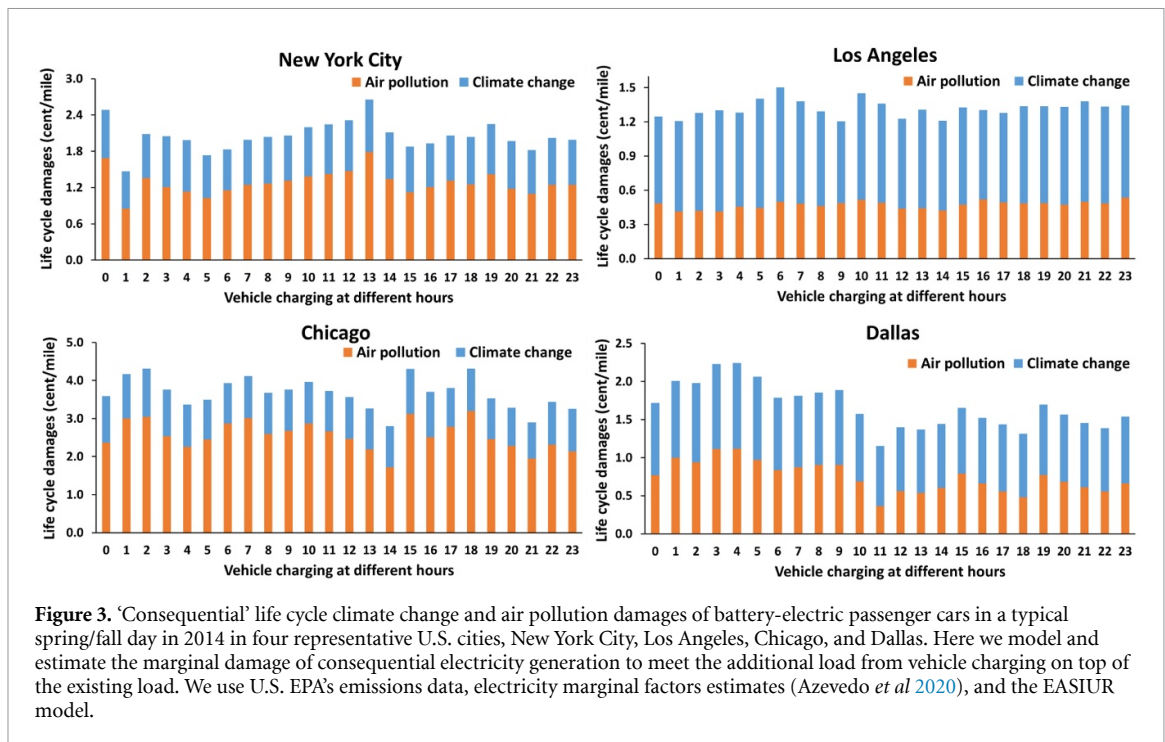 New York City
Air pollution Climate change
Life cycle damages (cent/mile)
3.0
2.4
1.8
1.2
0.6
0.0
0 1 2 3 4 5 6 7 8 9 10 11 12 13 14 15 16 17 18 19 20 21 22 23
Vehicle charging at different hours
Los Angeles
Air pollution Climate change
Life cycle damages (cent/mile)
1.5
1.2
0.9
0.6
0.3
0.0
0 1 2 3 4 5 6 7 8 9 10 11 12 13 14 15 16 17 18 19 20 21 22 23
Vehicle charging at different hours
Chicago
Air pollution Climate change
Life cycle damages (cent/mile)
5.0
4.0
3.0
2.0
1.0
0.0
0 1 2 3 4 5 6 7 8 9 10 11 12 13 14 15 16 17 18 19 20 21 22 23
Vehicle charging at different hours
Dallas
Air pollution Climate change
Life cycle damages (cent/mile)
2.5
2.0
1.5
1.0
0.5
0.0
0 1 2 3 4 5 6 7 8 9 10 11 12 13 14 15 16 17 18 19 20 21 22 23
Vehicle charging at different hours
Figure 3. ‘Consequential’ life cycle climate change and air pollution damages of battery-electric passenger cars in a typical
spring/fall day in 2014 in four representative U.S. cities, New York City, Los Angeles, Chicago, and Dallas. Here we model and
estimate the marginal damage of consequential electricity generation to meet the additional load from vehicle charging on top of
the existing load. We use U.S. EPA’s emissions data, electricity marginal factors estimates (Azevedo et al 2020), and the EASIUR
model.